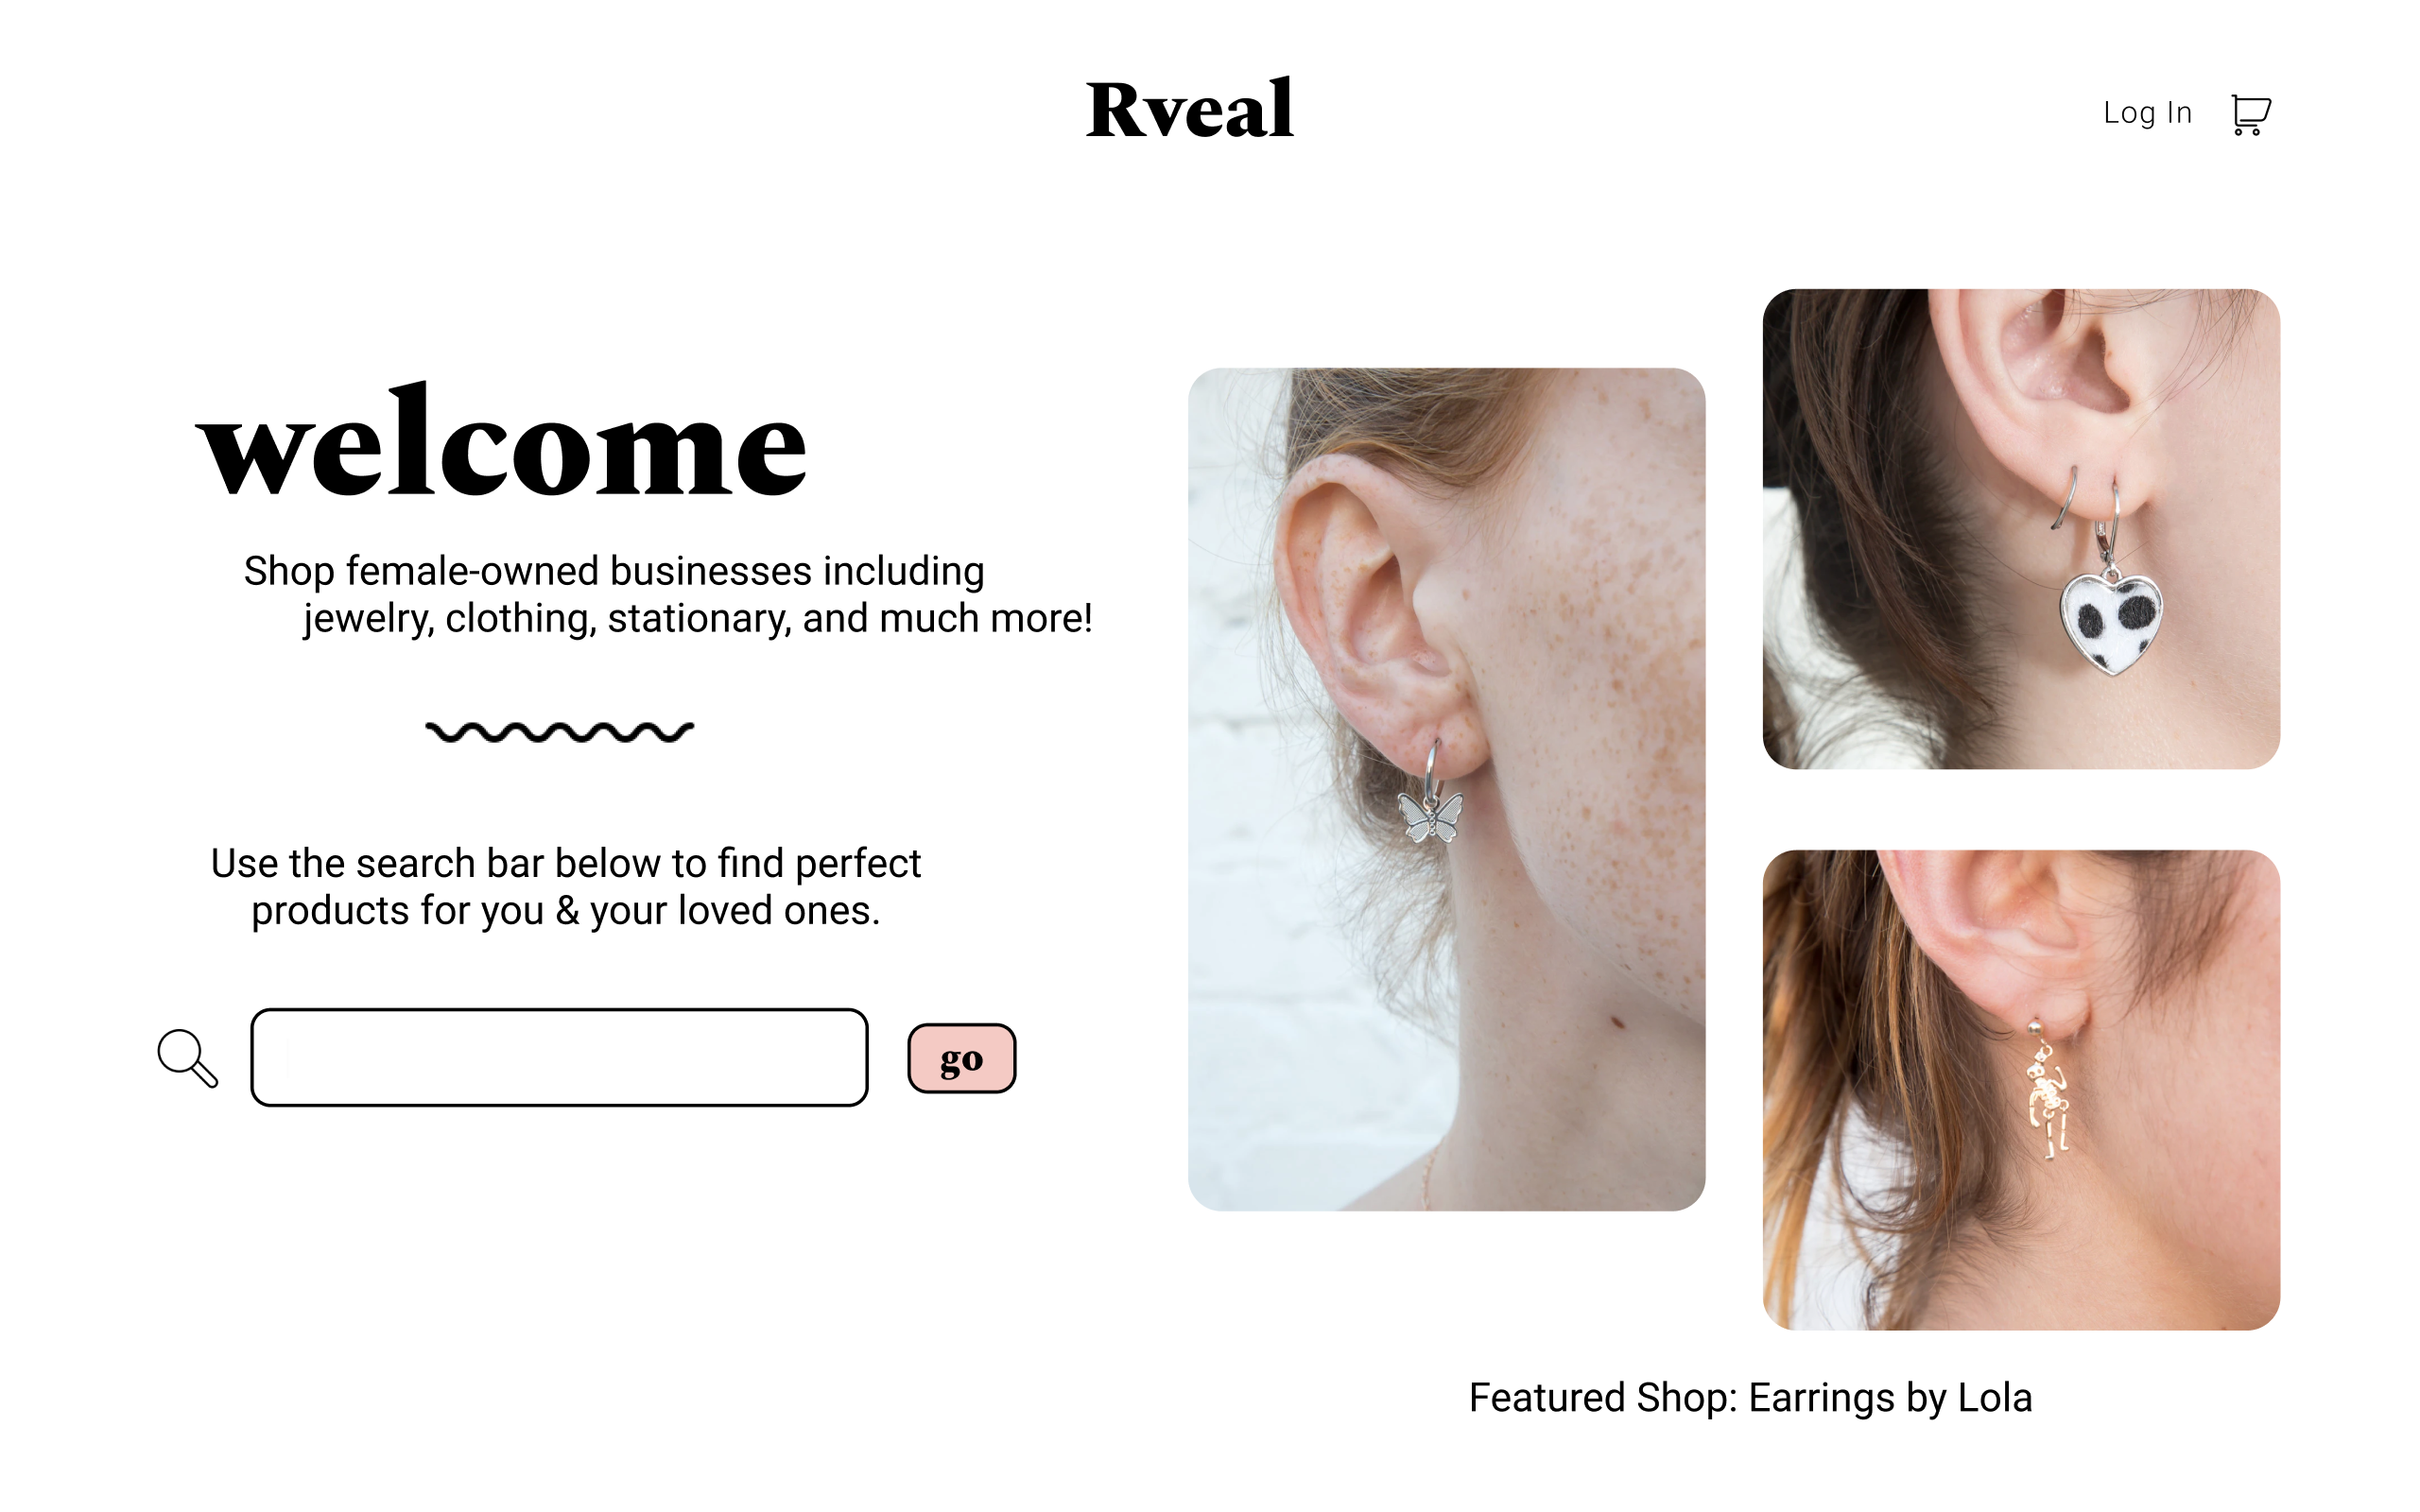 Rveal
Log In
welcome
Shop female-owned businesses including
jewelry, clothing, stationary, and much more!
Use the search bar below to find perfect
products for you & your loved ones.
go
Featured Shop: Earrings by Lola